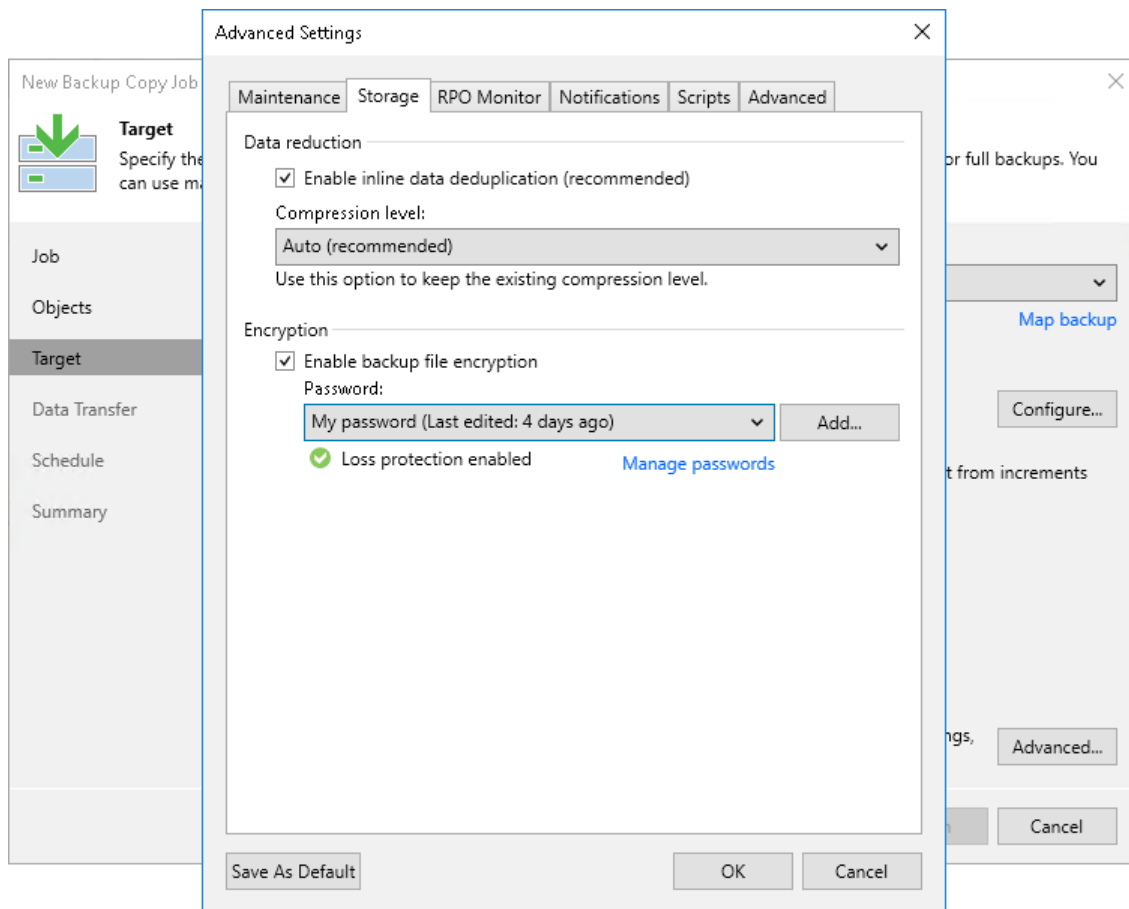 Advanced Settings
New Backup Copy Job
Target
Specify the
or full backups. You
can use
Maintenance
Storage
RPO Monitor
Notifications
Scripts
Advanced
Data reduction
Enable inline data deduplication (recommended)
Compression level:
Auto (recommended)
Use this option to keep the existing compression level.
Encryption
Enable backup file encryption
Password:
My password (Last edited: 4 days ago)
Add...
Loss protection enabled
Manage passwords
Job
Objects
Target
Data Transfer
Schedule
Summary
Map backup
Configure...
from increments
Advanced...
Cancel
Save As Default
OK
Cancel